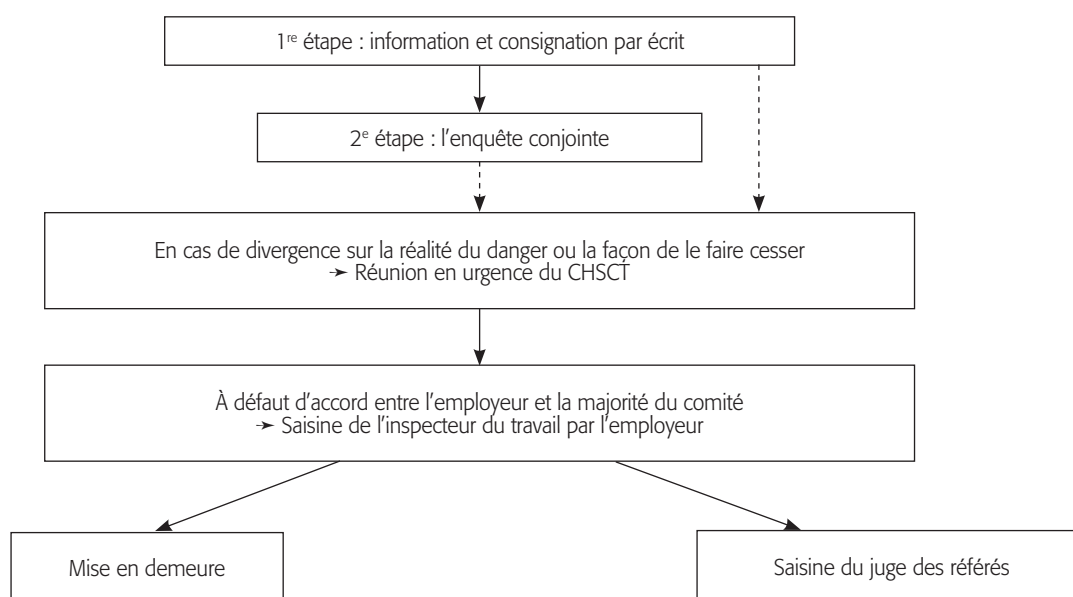 1re étape : information et consignation par écrit
2e étape : l'enquête conjointe
En cas de divergence sur la réalité du danger ou la façon de le faire cesser
➛ Réunion en urgence du CHSCT
À défaut d'accord entre l'employeur et la majorité du comité
➛ Saisine de l'inspecteur du travail par l'employeur
Mise en demeure
Saisine du juge des référés